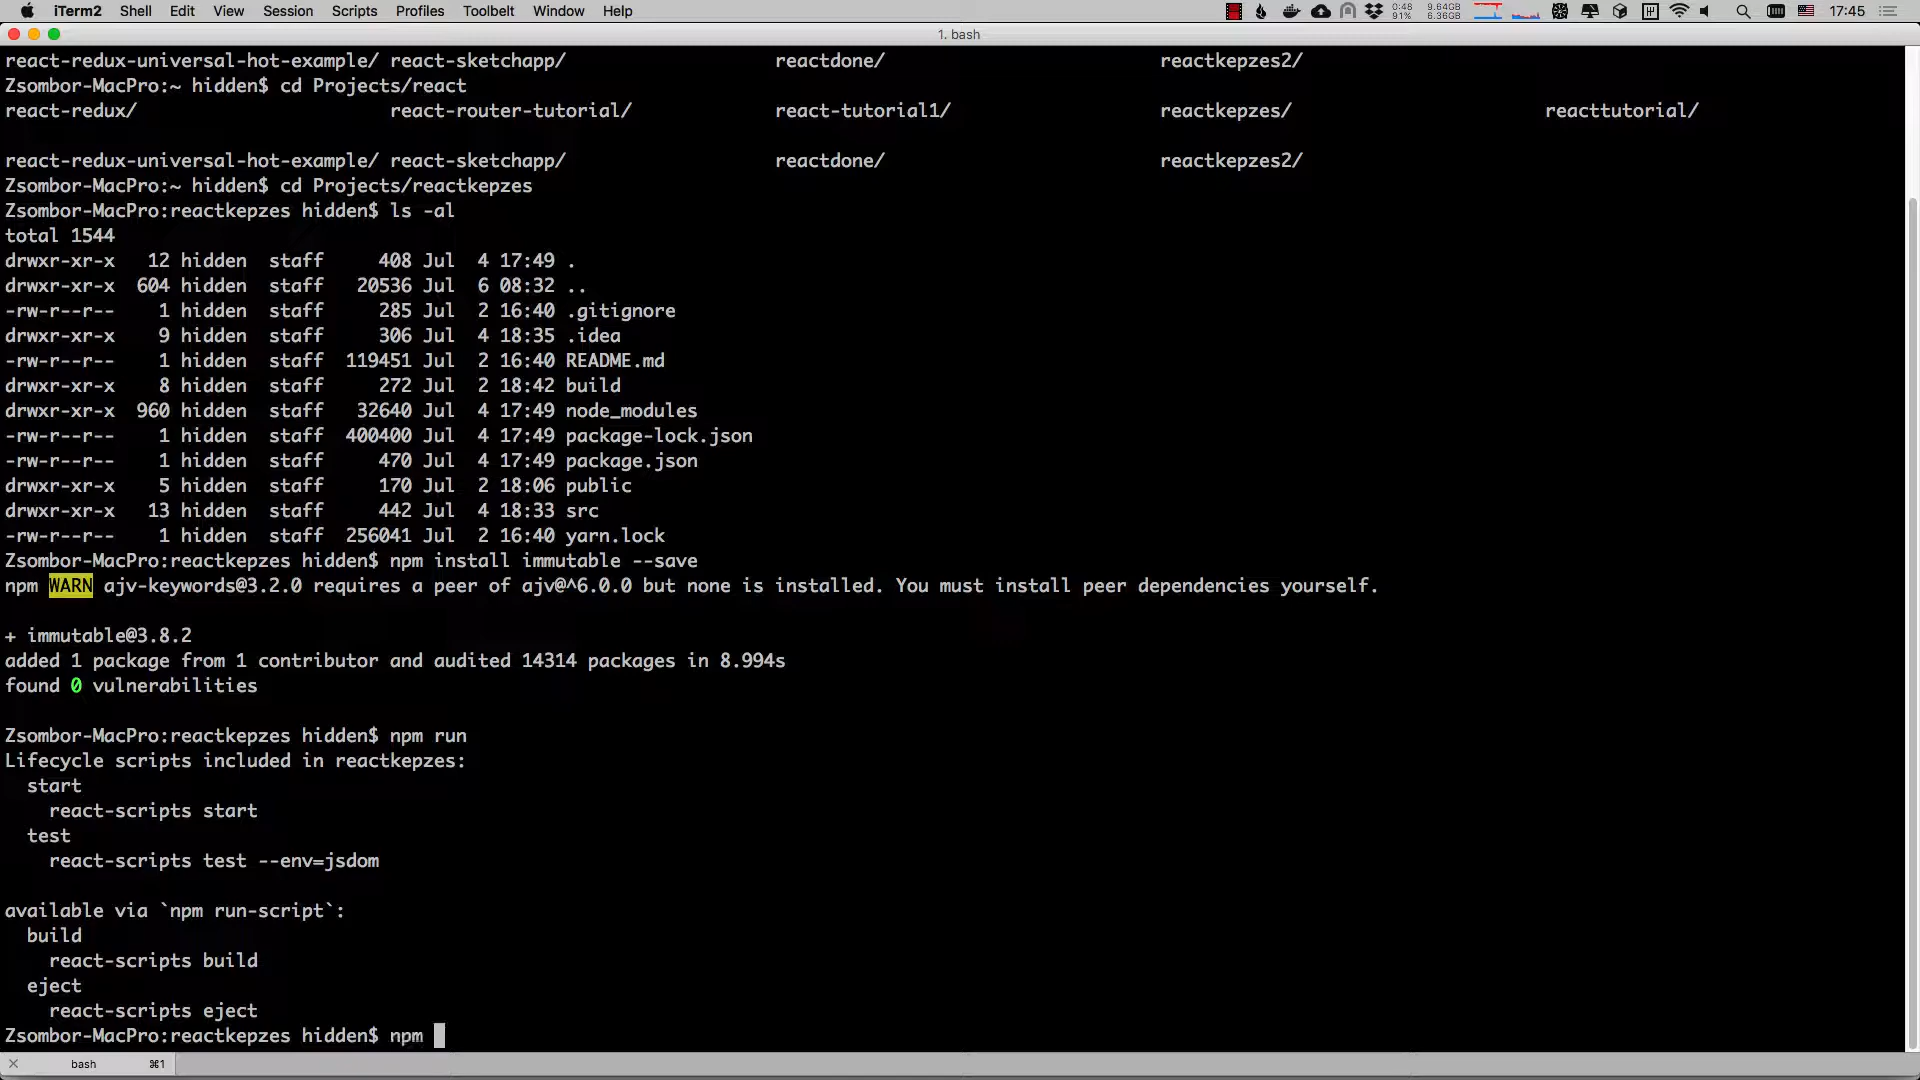 iTerm2 Shell Edit View Session Scripts Profiles Toolbelt Window Help 0:48 91% 9.64GB 6.36GB 17:45
1. bash
react-redux-universal-hot-example/ react-sketchapp/ reactdone/ reactkepzes2/
Zsombor-MacPro:~ hidden$ cd Projects/react
react-redux/ react-router-tutorial/ react-tutorial1/ reactkepzes/ reacttutorial/
react-redux-universal-hot-example/ react-sketchapp/ reactdone/ reactkepzes2/
Zsombor-MacPro:~ hidden$ cd Projects/reactkepzes
Zsombor-MacPro:reactkepzes hidden$ ls -al
total 1544
drwxr-xr-x 12 hidden staff 408 Jul 4 17:49 .
drwxr-xr-x 604 hidden staff 20536 Jul 6 08:32 ..
-rw-r--r-- 1 hidden staff 285 Jul 2 16:40 .gitignore
drwxr-xr-x 9 hidden staff 306 Jul 4 18:35 .idea
-rw-r--r-- 1 hidden staff 119451 Jul 2 16:40 README.md
drwxr-xr-x 8 hidden staff 272 Jul 2 18:42 build
drwxr-xr-x 960 hidden staff 32640 Jul 4 17:49 node_modules
-rw-r--r-- 1 hidden staff 400400 Jul 4 17:49 package-lock.json
-rw-r--r-- 1 hidden staff 470 Jul 4 17:49 package.json
drwxr-xr-x 5 hidden staff 170 Jul 2 18:06 public
drwxr-xr-x 13 hidden staff 442 Jul 4 18:33 src
-rw-r--r-- 1 hidden staff 256041 Jul 2 16:40 yarn.lock
Zsombor-MacPro:reactkepzes hidden$ npm install immutable --save
npm WARN ajv-keywords@3.2.0 requires a peer of ajv@^6.0.0 but none is installed. You must install peer dependencies yourself.
+ immutable@3.8.2
added 1 package from 1 contributor and audited 14314 packages in 8.994s
found 0 vulnerabilities
Zsombor-MacPro:reactkepzes hidden$ npm run
Lifecycle scripts included in reactkepzes:
start
react-scripts start
test
react-scripts test --env=jsdom
available via `npm run-script`:
build
react-scripts build
eject
react-scripts eject
Zsombor-MacPro:reactkepzes hidden$ npm
bash ⌘1